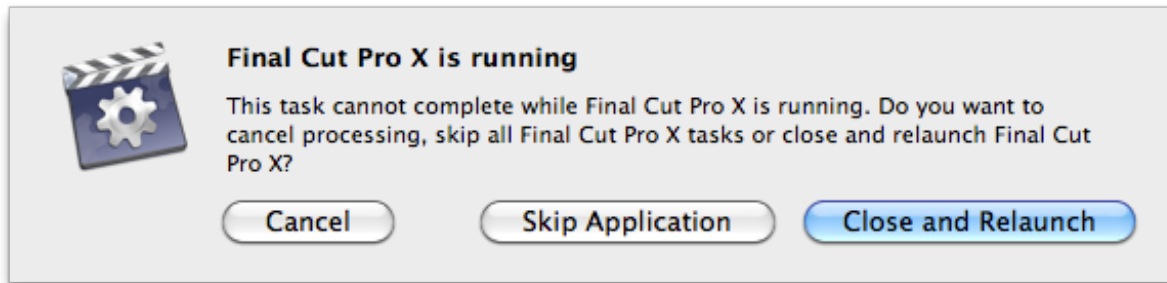 Final Cut Pro X is running
This task cannot complete while Final Cut Pro X is running. Do you want to
cancel processing, skip all Final Cut Pro X tasks or close and relaunch Final Cut
Pro X?
Cancel
Skip Application
Close and Relaunch